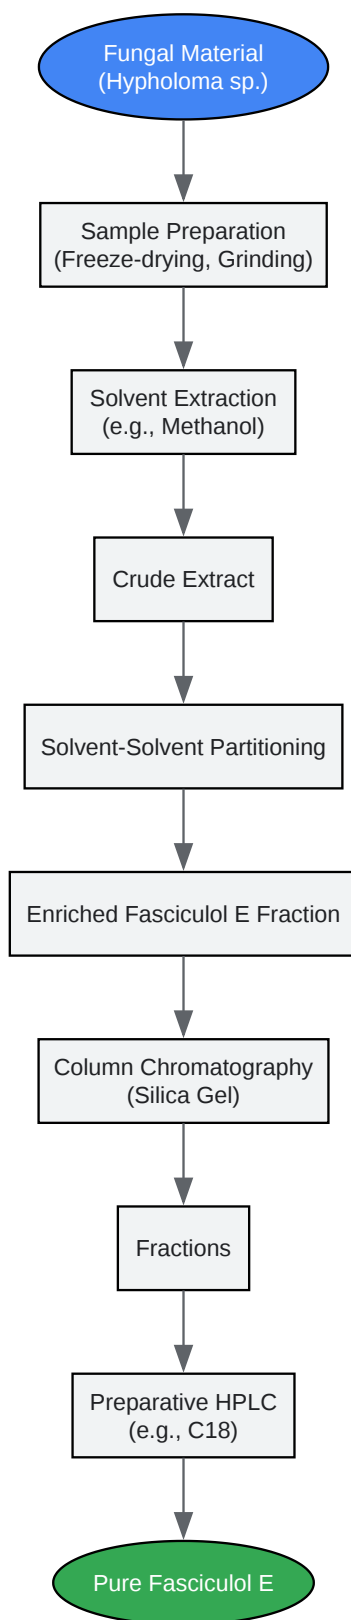 Fungal Material
(Hypholoma sp.)
Sample Preparation
(Freeze-drying, Grinding)
Solvent Extraction
(e.g., Methanol)
Crude Extract
Solvent-Solvent Partitioning
Enriched Fasciculol E Fraction
Column Chromatography
(Silica Gel)
Fractions
Preparative HPLC
(e.g., C18)
Pure Fasciculol E